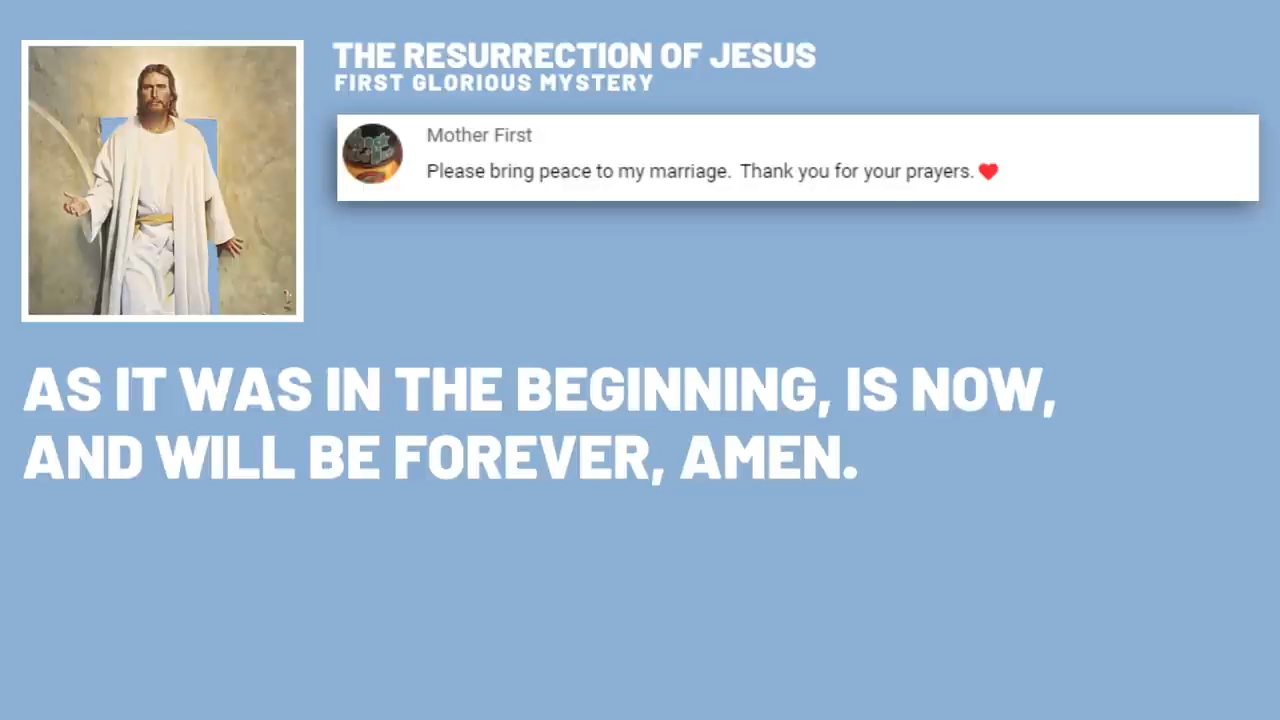 THE RESURRECTION OF JESUS
FIRST GLORIOUS MYSTERY
Mother First
Please bring peace to my marriage.  Thank you for your prayers. ❤️
AS IT WAS IN THE BEGINNING, IS NOW,
AND WILL BE FOREVER, AMEN.